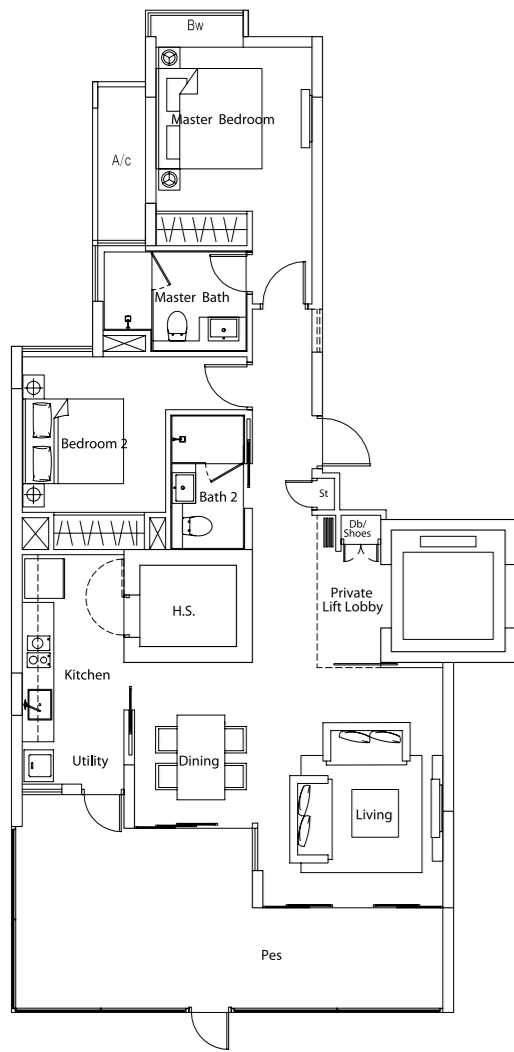 Bw
Master Bedroom
A/c
Master Bath
Bedroom 2
Bath 2
St
Db/
Shoes
Private
Lift Lobby
H.S.
Kitchen
Utility
Dining
Living
Pes